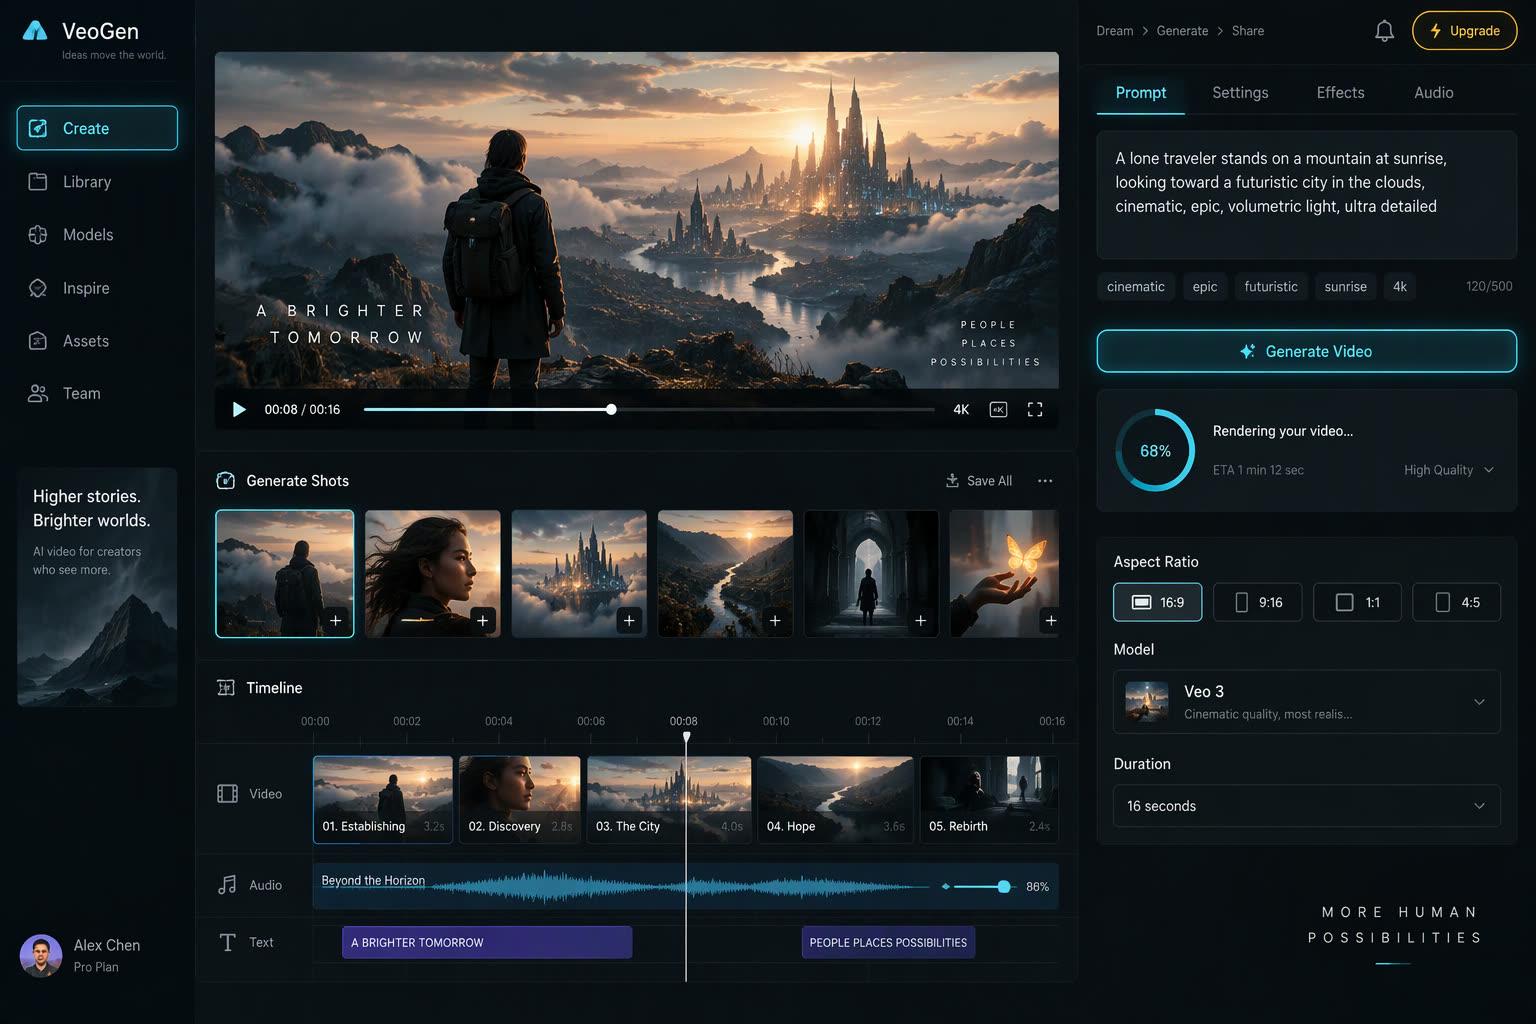 VeoGen
Ideas move the world.
Create
Library
Models
Inspire
Assets
Team
Higher stories.
Brighter worlds.
AI video for creators
who see more.
Alex Chen
Pro Plan
A BRIGHTER
TOMORROW
PEOPLE
PLACES
POSSIBILITIES
00:08 / 00:16
4K
4K
Generate Shots
Save All
Timeline
00:00 00:02 00:04 00:06 00:08 00:10 00:12 00:14 00:16
Video
01. Establishing 3.2s
02. Discovery 2.8s
03. The City 4.0s
04. Hope 3.6s
05. Rebirth 2.4s
Audio
Beyond the Horizon
86%
Text
A BRIGHTER TOMORROW
PEOPLE PLACES POSSIBILITIES
Dream > Generate > Share
Upgrade
Prompt Settings Effects Audio
A lone traveler stands on a mountain at sunrise,
looking toward a futuristic city in the clouds,
cinematic, epic, volumetric light, ultra detailed
cinematic epic futuristic sunrise 4k 120/500
Generate Video
68%
Rendering your video...
ETA 1 min 12 sec
High Quality
Aspect Ratio
16:9 9:16 1:1 4:5
Model
Veo 3
Cinematic quality, most realis...
Duration
16 seconds
MORE HUMAN
POSSIBILITIES